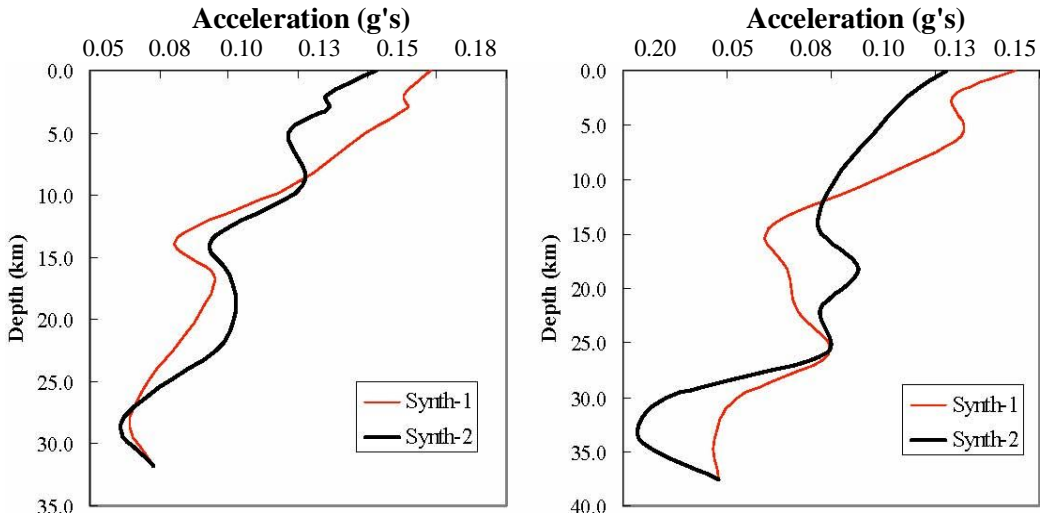 Acceleration (g's)
0.05 0.08 0.10 0.13 0.15 0.18
0.0
5.0
10.0
15.0
20.0
25.0
30.0
35.0
Depth (km)
Synth-1
Synth-2
Acceleration (g's)
0.20 0.05 0.08 0.10 0.13 0.15
0.0
5.0
10.0
15.0
20.0
25.0
30.0
35.0
40.0
Depth (km)
Synth-1
Synth-2